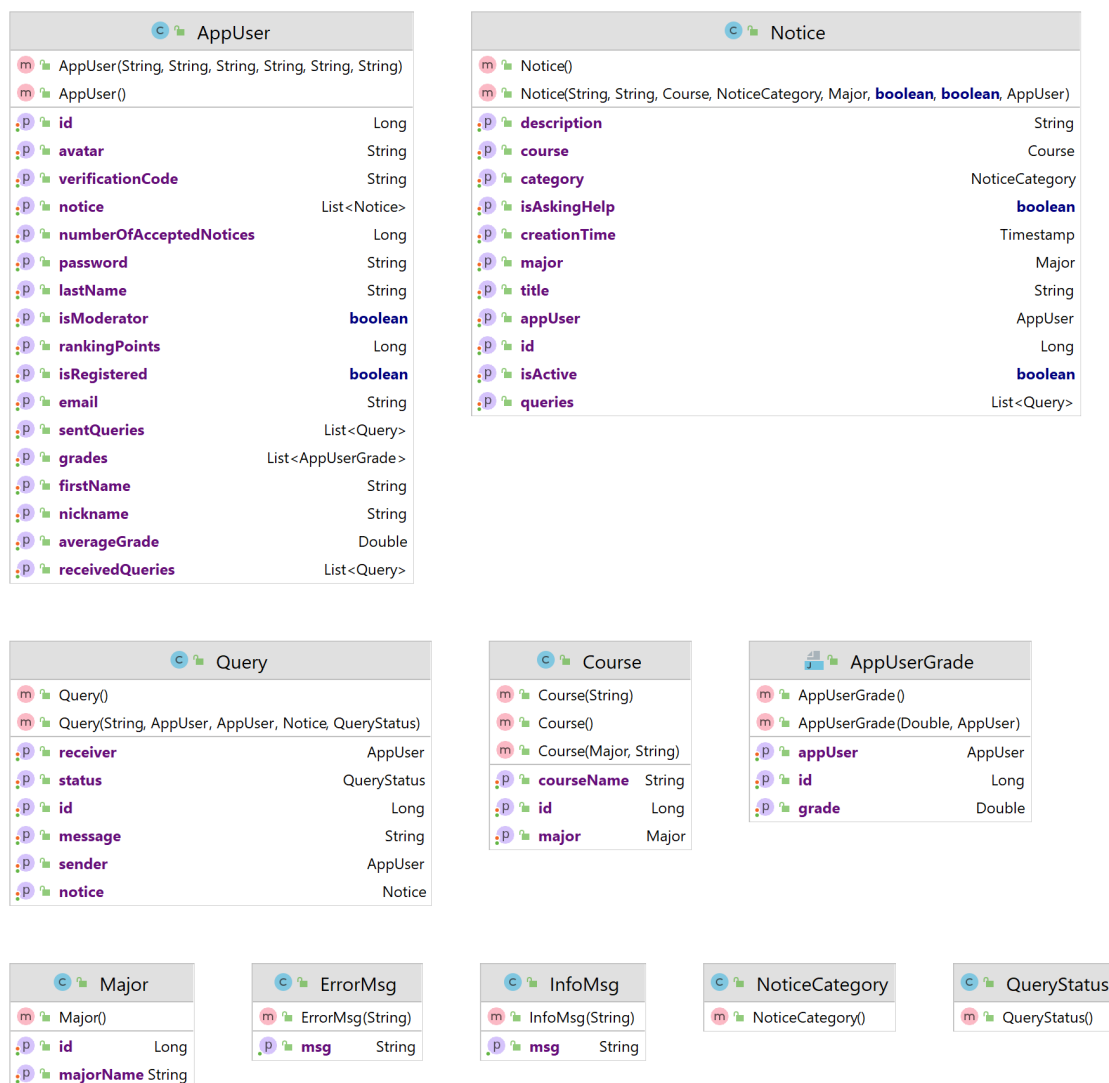 AppUser
AppUser(String, String, String, String, String, String)
AppUser()
id Long
avatar String
verificationCode String
notice List<Notice>
numberOfAcceptedNotices Long
password String
lastName String
isModerator boolean
rankingPoints Long
isRegistered boolean
email String
sentQueries List<Query>
grades List<AppUserGrade>
firstName String
nickname String
averageGrade Double
receivedQueries List<Query>
Notice
Notice()
Notice(String, String, Course, NoticeCategory, Major, boolean, boolean, AppUser)
description String
course Course
category NoticeCategory
isAskingHelp boolean
creationTime Timestamp
major Major
title String
appUser AppUser
id Long
isActive boolean
queries List<Query>
Query
Query()
Query(String, AppUser, AppUser, Notice, QueryStatus)
receiver AppUser
status QueryStatus
id Long
message String
sender AppUser
notice Notice
Course
Course(String)
Course()
Course(Major, String)
courseName String
id Long
major Major
AppUserGrade
AppUserGrade()
AppUserGrade(Double, AppUser)
appUser AppUser
id Long
grade Double
Major
Major()
id Long
majorName String
ErrorMsg
ErrorMsg(String)
msg String
InfoMsg
InfoMsg(String)
msg String
NoticeCategory
NoticeCategory()
QueryStatus
QueryStatus()